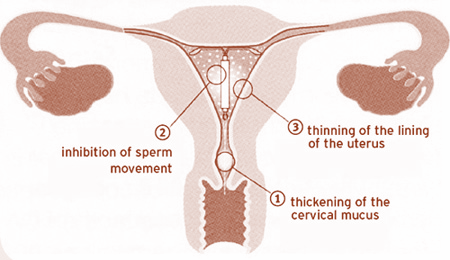 ② inhibition of sperm
movement
③ thinning of the lining
of the uterus
① thickening of the
cervical mucus